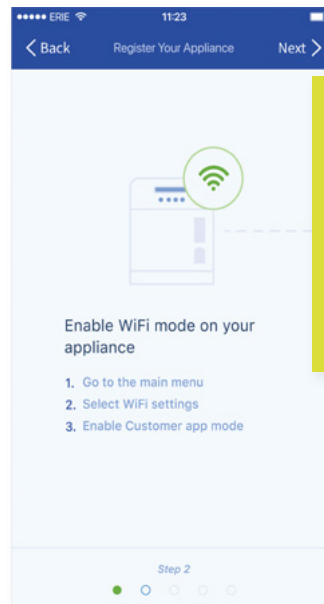 ERIE 11:23
Back Register Your Appliance Next
Enable WiFi mode on your
appliance
1. Go to the main menu
2. Select WiFi settings
3. Enable Customer app mode
Step 2